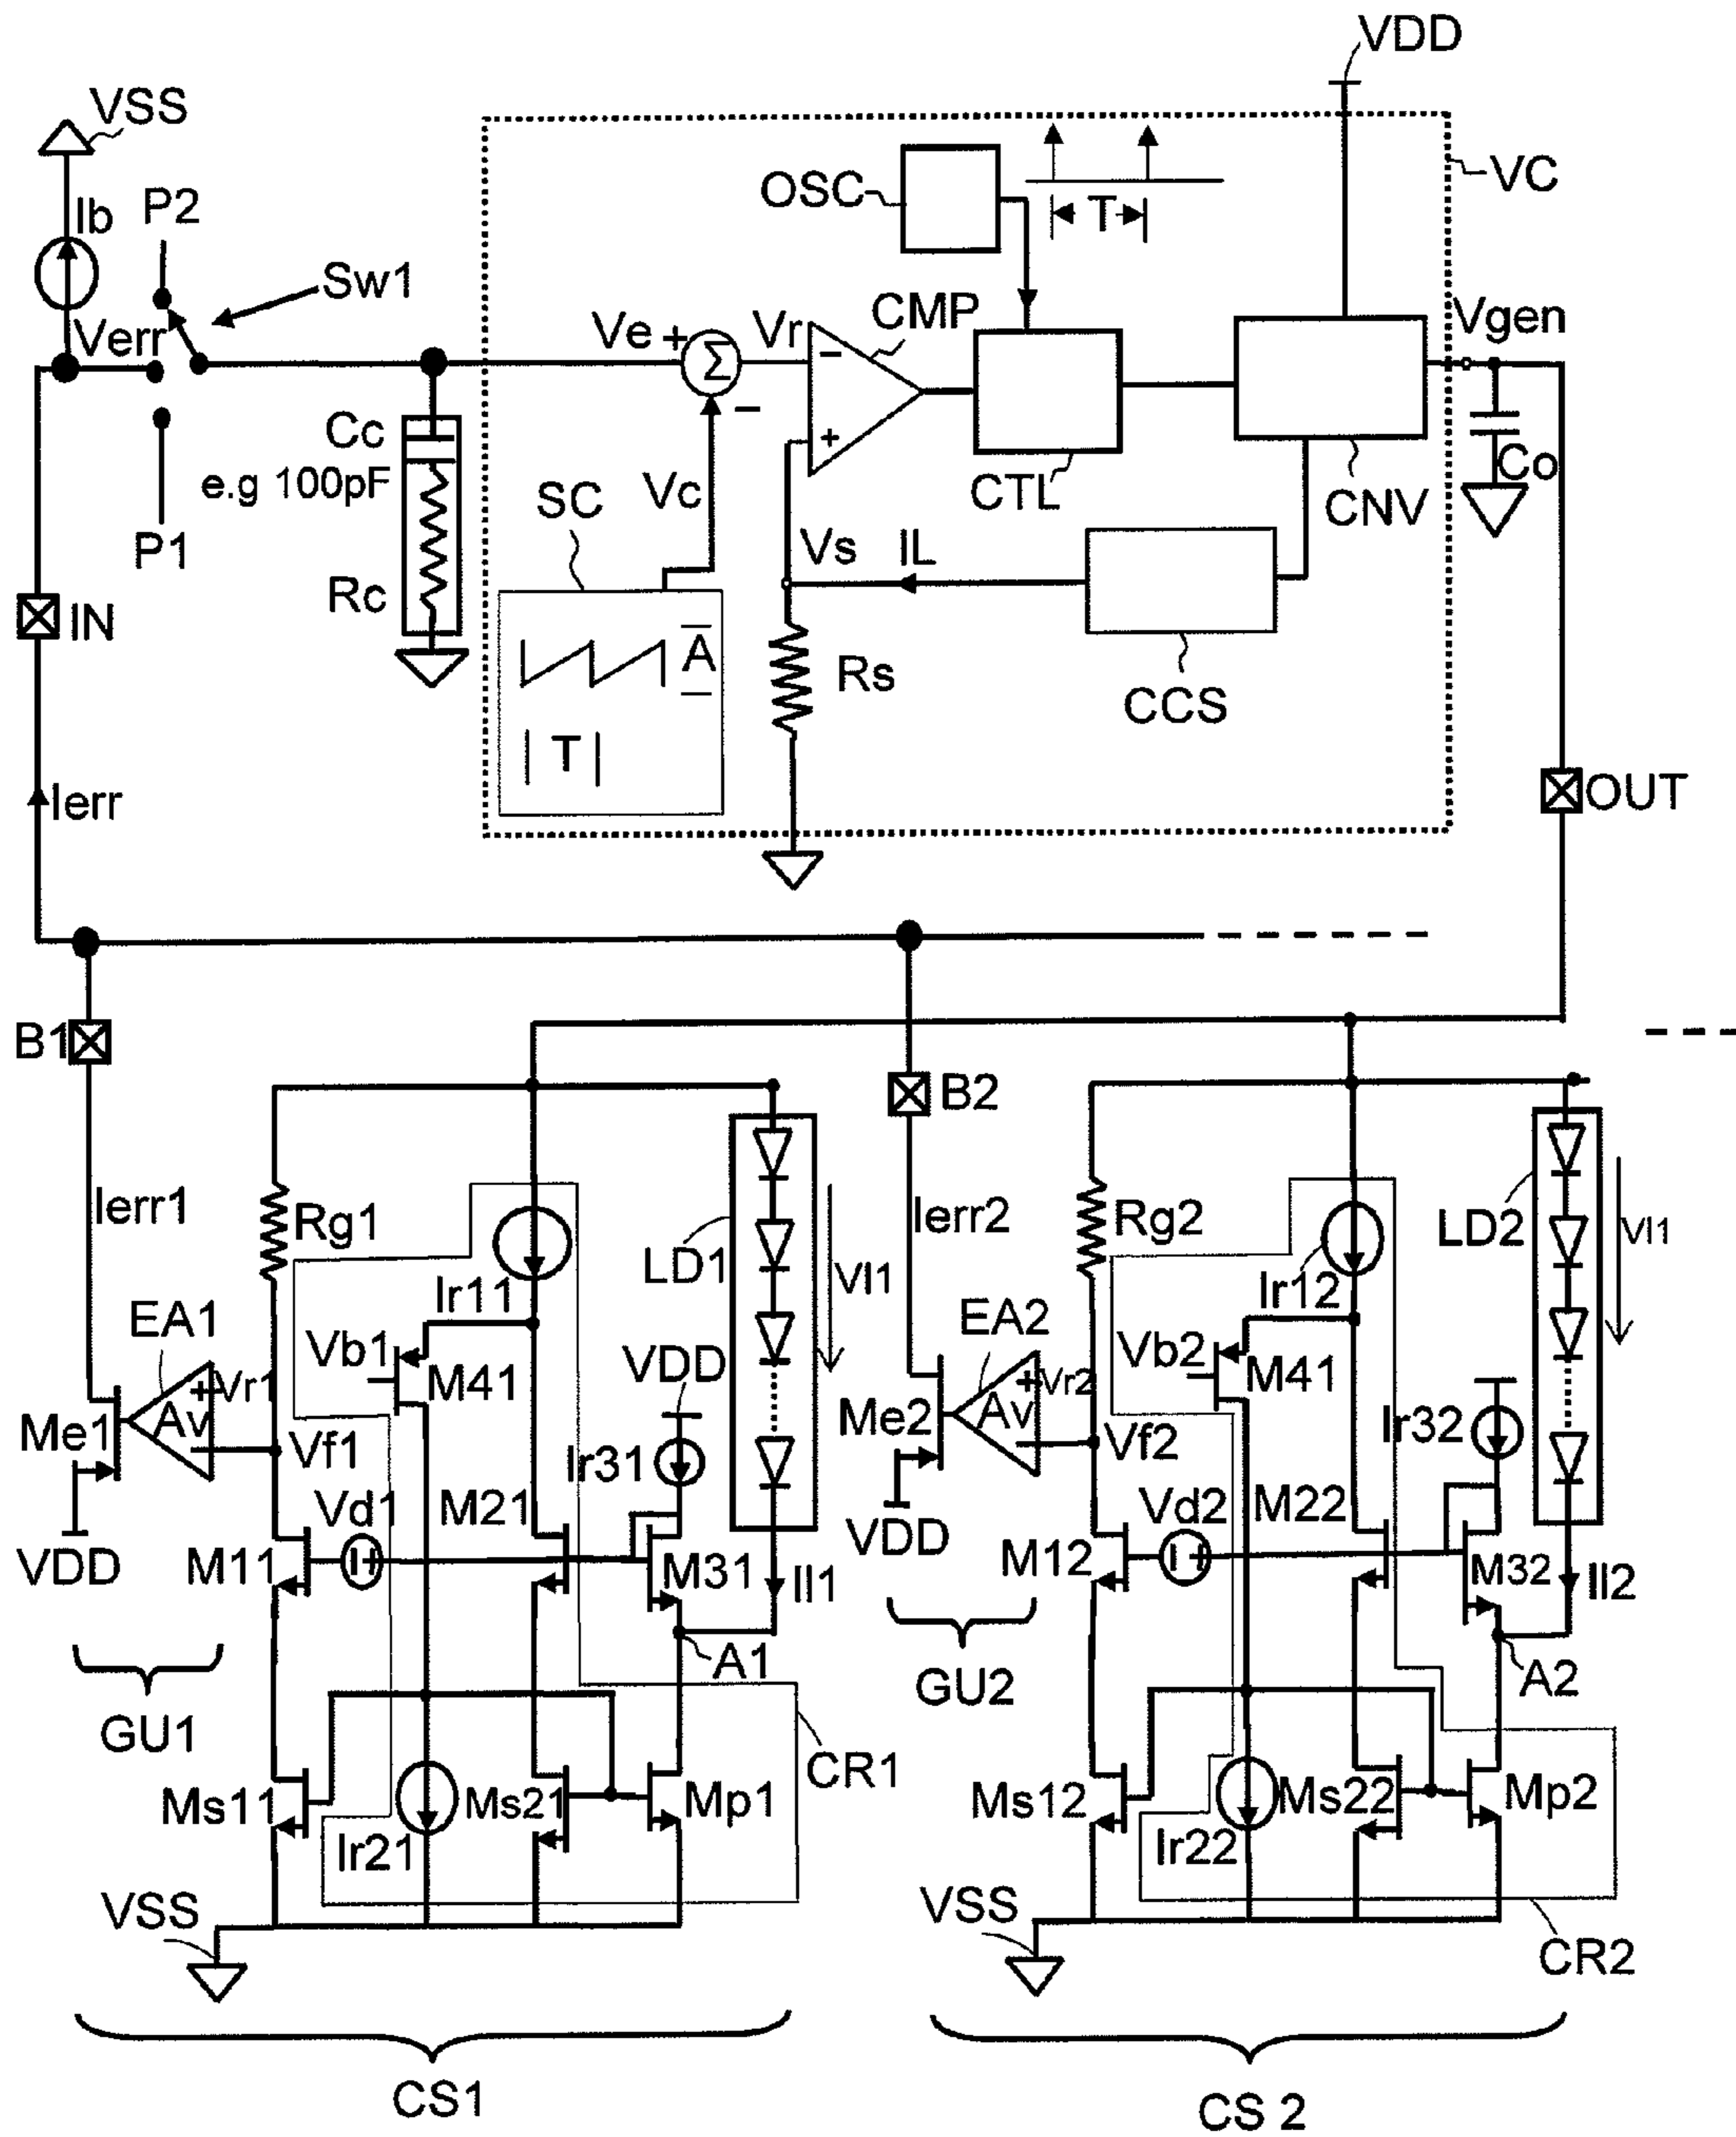 VDD
VSS
P2
Ib
Sw1
Verr
OSC
T
VC
Ve +
Σ
−
Vr
−
+
CMP
CTL
CNV
Vgen
Co
Cc
e.g 100pF
Rc
P1
IN
SC
Vc
A
T
Vs
IL
Rs
CCS
OUT
Ierr
B1
B2
Ierr1
Rg1
Ir11
LD1
Vl1
EA1
Vb1
M41
VDD
+
Vr1
Av
Me1
Vf1
Ir31
Vd1
M21
VDD
M11
M31
Il1
A1
GU1
CR1
Ms11
Ir21
Ms21
Mp1
VSS
CS1
Ierr2
Rg2
Ir12
LD2
Vl1
EA2
Vb2
M41
+
Vr2
Av
Me2
Vf2
Ir32
Vd2
M22
VDD
M12
M32
Il2
A2
GU2
Ms12
Ir22
Ms22
Mp2
VSS
CR2
CS 2